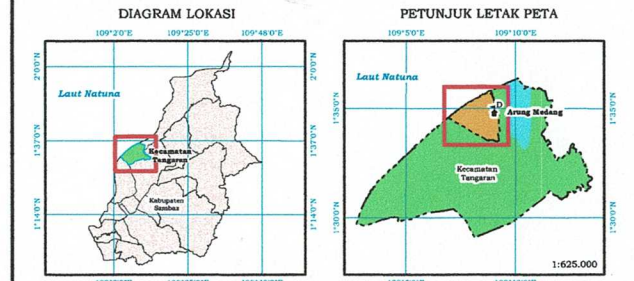 DIAGRAM LOKASI
109°2'0"E 109°25'0"E 109°48'0"E
2°0'0"N
Laut Natuna
1°37'0"N
Kecamatan
Tangaran
Kabupaten
Sambas
1°14'0"N
PETUNJUK LETAK PETA
109°5'0"E 109°10'0"E
Laut Natuna
1°35'0"N
D
Arung Medang
Kecamatan
Tangaran
1°30'0"N
1:625.000